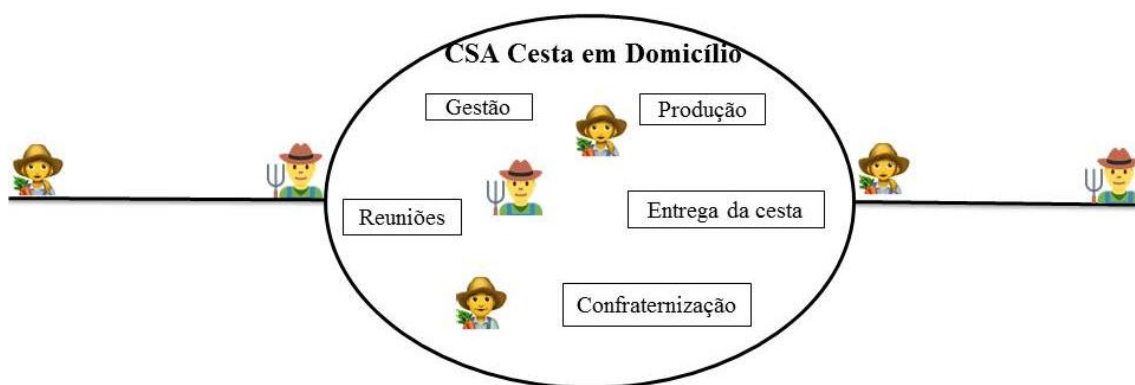 CSA Cesta em Domicílio
Gestão
Produção
Reuniões
Entrega da cesta
Confraternização